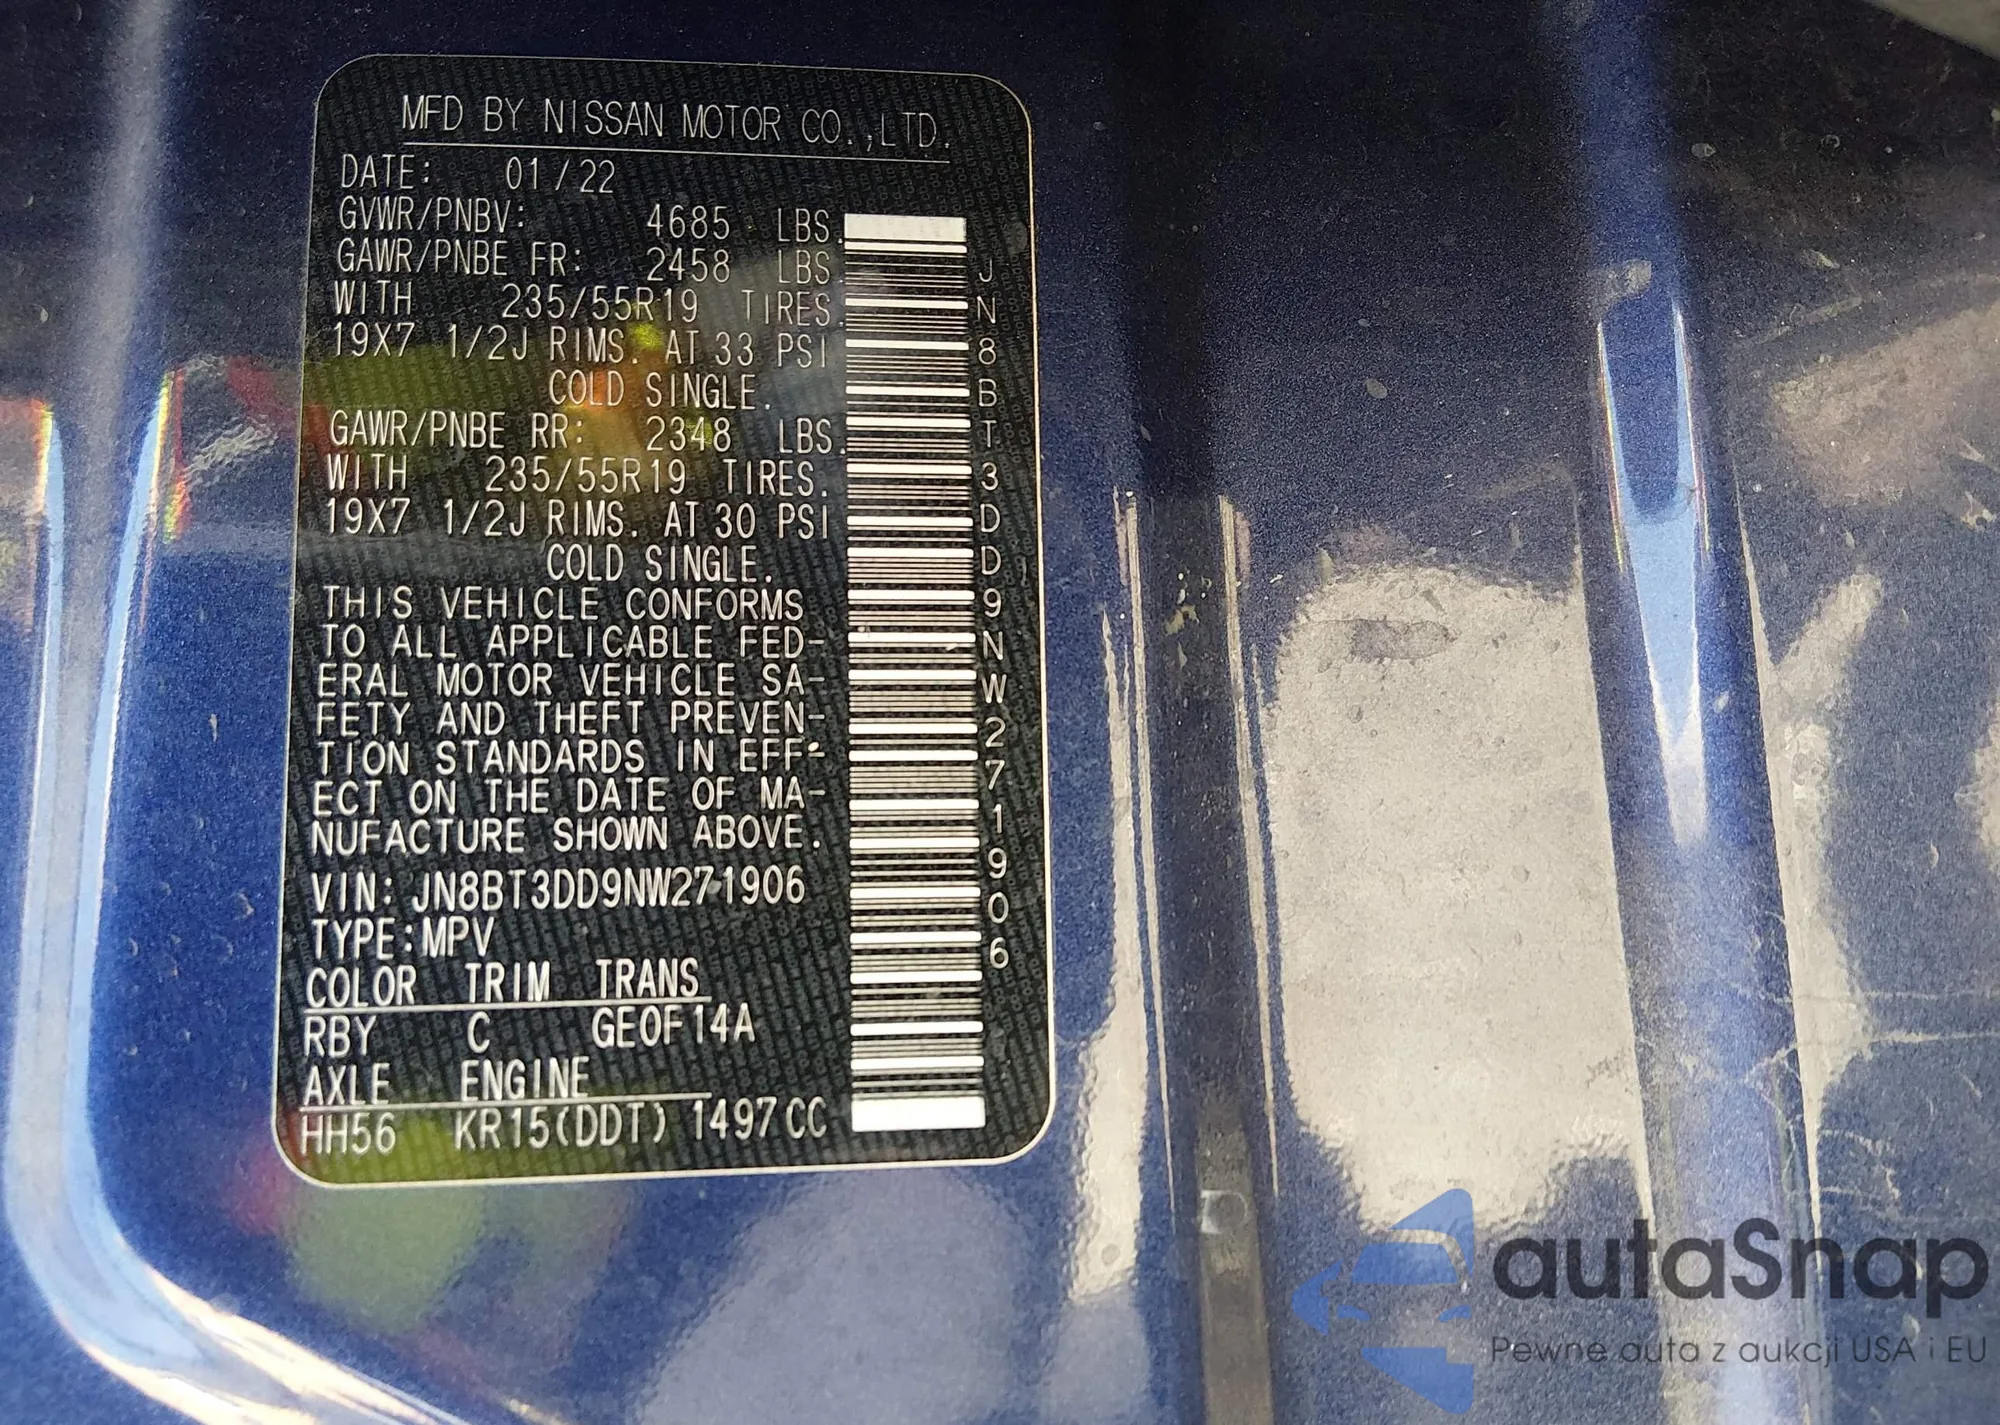 MFD BY NISSAN MOTOR CO.,LTD.
DATE: 01/22
GVWR/PNBV: 4685 LBS.
GAWR/PNBE FR: 2458 LBS.
WITH 235/55R19 TIRES.
19X7 1/2J RIMS. AT 33 PSI
COLD SINGLE.
GAWR/PNBE RR: 2348 LBS.
WITH 235/55R19 TIRES.
19X7 1/2J RIMS. AT 30 PSI
COLD SINGLE.
THIS VEHICLE CONFORMS
TO ALL APPLICABLE FED-
ERAL MOTOR VEHICLE SA-
FETY AND THEFT PREVEN-
TION STANDARDS IN EFF-
ECT ON THE DATE OF MA-
NUFACTURE SHOWN ABOVE.
VIN: JN8BT3DD9NW271906
TYPE:MPV
COLOR TRIM TRANS
RBY C GE0F14A
AXLE ENGINE
HH56 KR15(DDT) 1497CC
JN8BT3DD9NW271906
autaSnap
Pewne auta z aukcji USA i EU